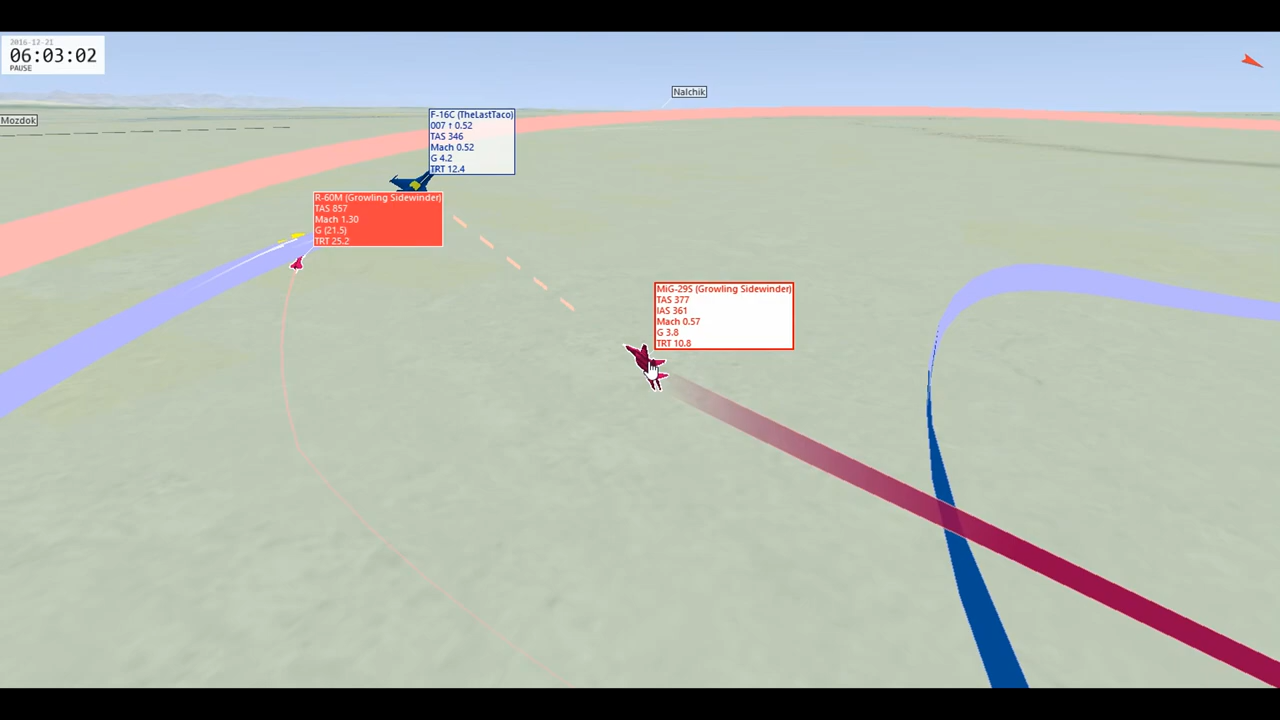 2016-12-21
06:03:02
PAUSE
Nalchik
Mozdok
F-16C (TheLastTaco)
007 ↑ 0.52
TAS 346
Mach 0.52
G 4.2
TRT 12.4
R-60M (Growling Sidewinder)
TAS 857
Mach 1.30
G (21.5)
TRT 25.2
MiG-29S (Growling Sidewinder)
TAS 377
IAS 361
Mach 0.57
G 3.8
TRT 10.8